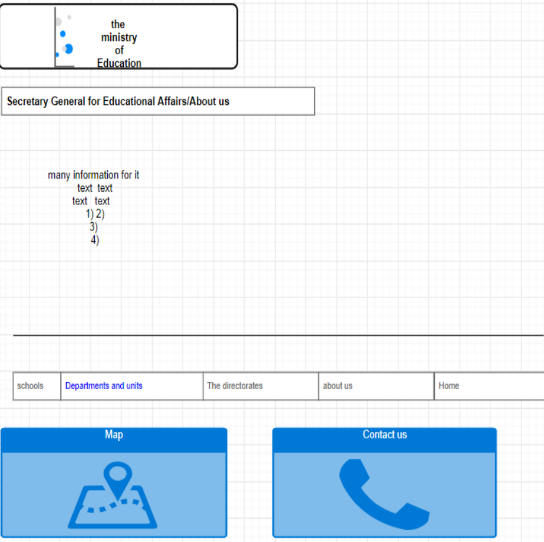 the
ministry
of
Education
Secretary General for Educational Affairs/About us
many information for it
text text
text text
1) 2)
3)
4)
schools Departments and units The directorates about us Home
Map Contact us